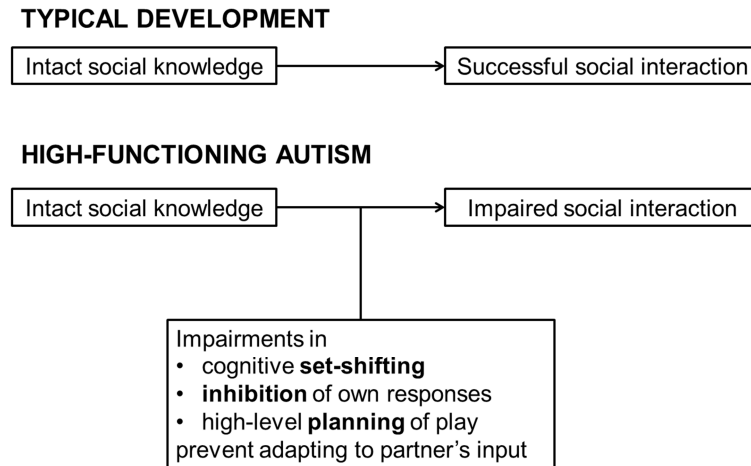 TYPICAL DEVELOPMENT
Intact social knowledge
Successful social interaction
HIGH-FUNCTIONING AUTISM
Intact social knowledge
Impaired social interaction
Impairments in
• cognitive set-shifting
• inhibition of own responses
• high-level planning of play
prevent adapting to partner's input